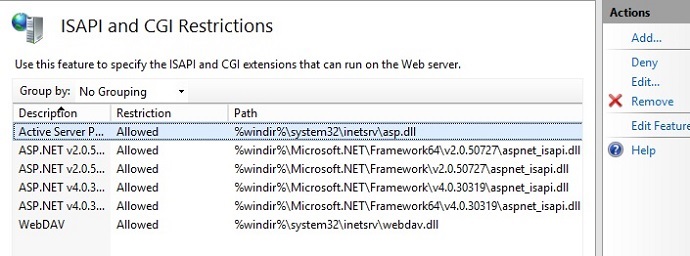 ISAPI and CGI Restrictions
Use this feature to specify the ISAPI and CGI extensions that can run on the Web server.
Group by: No Grouping
Description Restriction Path
Active Server P... Allowed %windir%\system32\inetsrv\asp.dll
ASP.NET v2.0.5... Allowed %windir%\Microsoft.NET\Framework64\v2.0.50727\aspnet_isapi.dll
ASP.NET v2.0.5... Allowed %windir%\Microsoft.NET\Framework\v2.0.50727\aspnet_isapi.dll
ASP.NET v4.0.3... Allowed %windir%\Microsoft.NET\Framework\v4.0.30319\aspnet_isapi.dll
ASP.NET v4.0.3... Allowed %windir%\Microsoft.NET\Framework64\v4.0.30319\aspnet_isapi.dll
WebDAV Allowed %windir%\system32\inetsrv\webdav.dll
Actions
Add...
Deny
Edit...
Remove
Edit Feature
Help